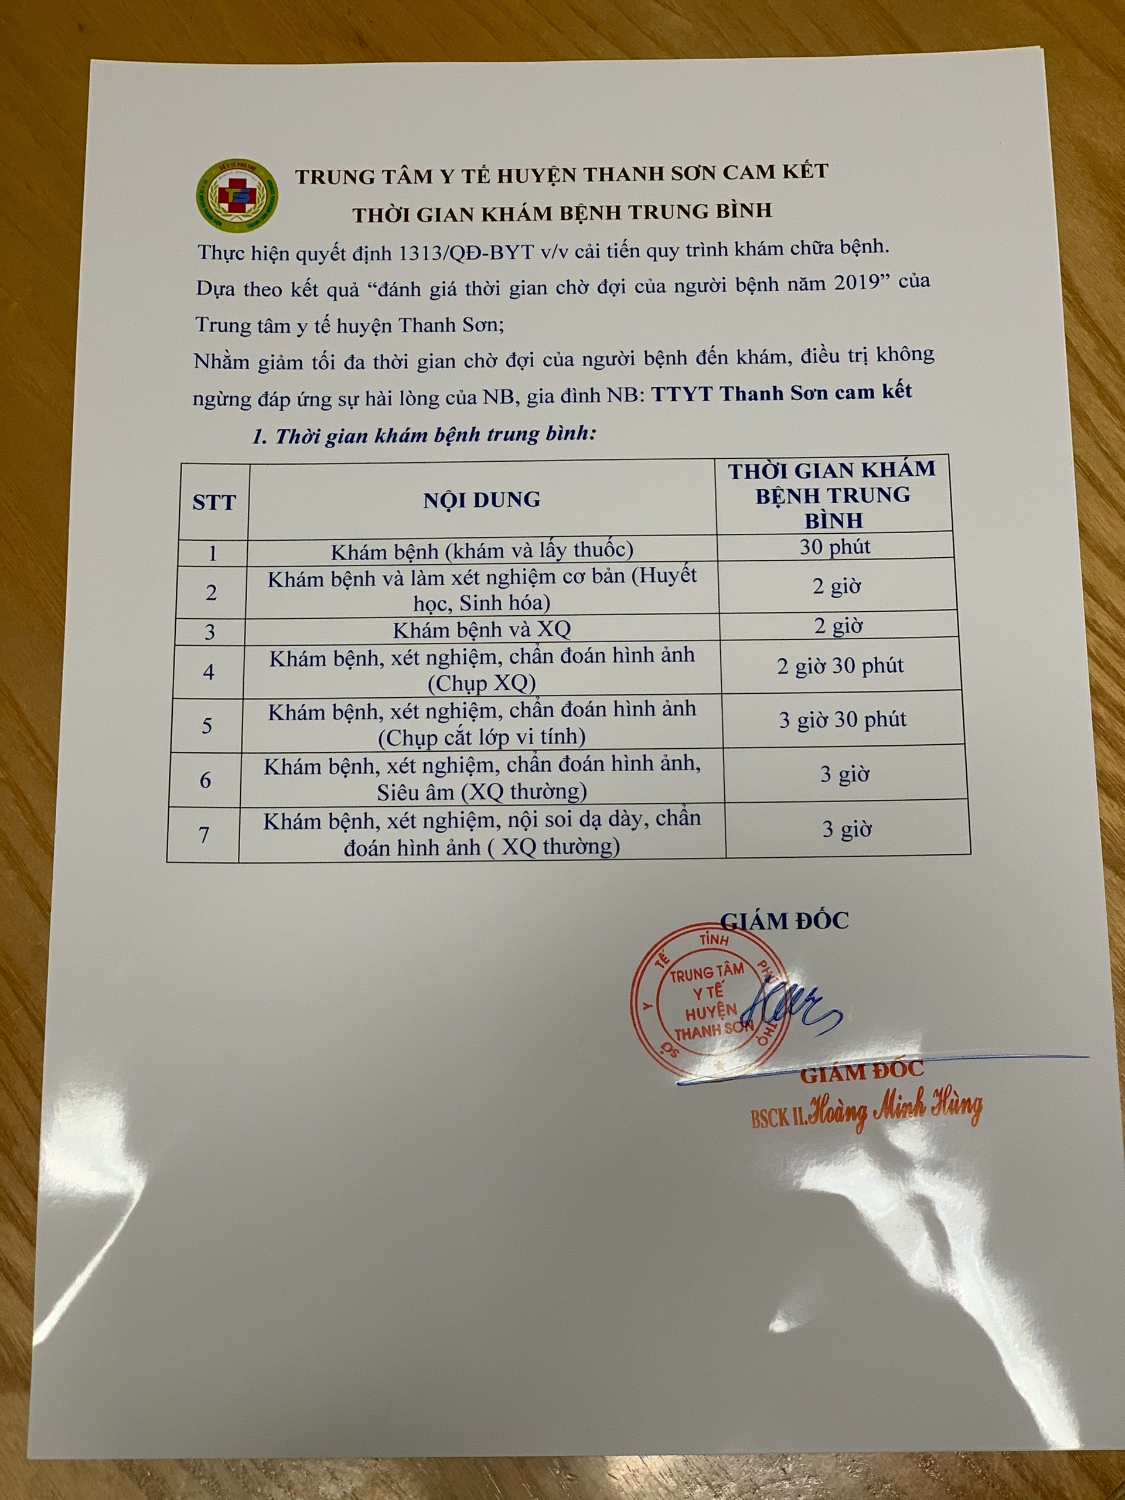 TRUNG TÂM Y TẾ HUYỆN THANH SƠN CAM KẾT
THỜI GIAN KHÁM BỆNH TRUNG BÌNH
Thực hiện quyết định 1313/QĐ-BYT v/v cải tiến quy trình khám chữa bệnh.
Dựa theo kết quả “đánh giá thời gian chờ đợi của người bệnh năm 2019” của
Trung tâm y tế huyện Thanh Sơn;
Nhằm giảm tối đa thời gian chờ đợi của người bệnh đến khám, điều trị không
ngừng đáp ứng sự hài lòng của NB, gia đình NB: TTYT Thanh Sơn cam kết
1. Thời gian khám bệnh trung bình:
STT NỘI DUNG THỜI GIAN KHÁM
BỆNH TRUNG
BÌNH
1 Khám bệnh (khám và lấy thuốc) 30 phút
2 Khám bệnh và làm xét nghiệm cơ bản (Huyết
học, Sinh hóa) 2 giờ
3 Khám bệnh và XQ 2 giờ
4 Khám bệnh, xét nghiệm, chẩn đoán hình ảnh
(Chụp XQ) 2 giờ 30 phút
5 Khám bệnh, xét nghiệm, chẩn đoán hình ảnh
(Chụp cắt lớp vi tính) 3 giờ 30 phút
6 Khám bệnh, xét nghiệm, chẩn đoán hình ảnh,
Siêu âm (XQ thường) 3 giờ
7 Khám bệnh, xét nghiệm, nội soi dạ dày, chẩn
đoán hình ảnh ( XQ thường) 3 giờ
GIÁM ĐỐC
SỞ Y TẾ TỈNH PHÚ THỌ
TRUNG TÂM
Y TẾ
HUYỆN
THANH SƠN
GIÁM ĐỐC
BSCK II.Hoàng Minh Hùng